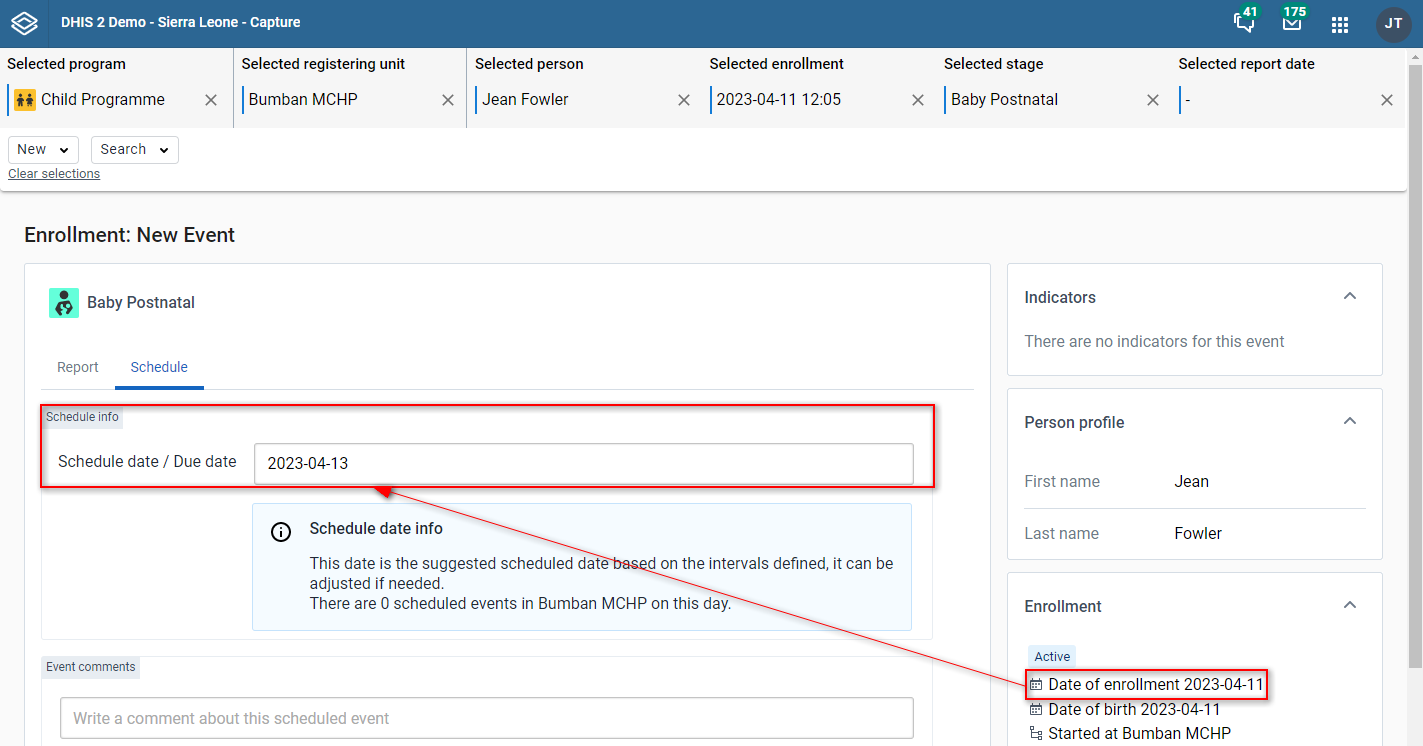 DHIS 2 Demo - Sierra Leone - Capture
41
175
JT
Selected program
Selected registering unit
Selected person
Selected enrollment
Selected stage
Selected report date
Child Programme
Bumban MCHP
Jean Fowler
2023-04-11 12:05
Baby Postnatal
-
New
Search
Clear selections
Enrollment: New Event
Baby Postnatal
Report
Schedule
Schedule info
Schedule date / Due date
2023-04-13
Schedule date info
This date is the suggested scheduled date based on the intervals defined, it can be
adjusted if needed.
There are 0 scheduled events in Bumban MCHP on this day.
Event comments
Write a comment about this scheduled event
Indicators
There are no indicators for this event
Person profile
First name
Jean
Last name
Fowler
Enrollment
Active
Date of enrollment 2023-04-11
Date of birth 2023-04-11
Started at Bumban MCHP